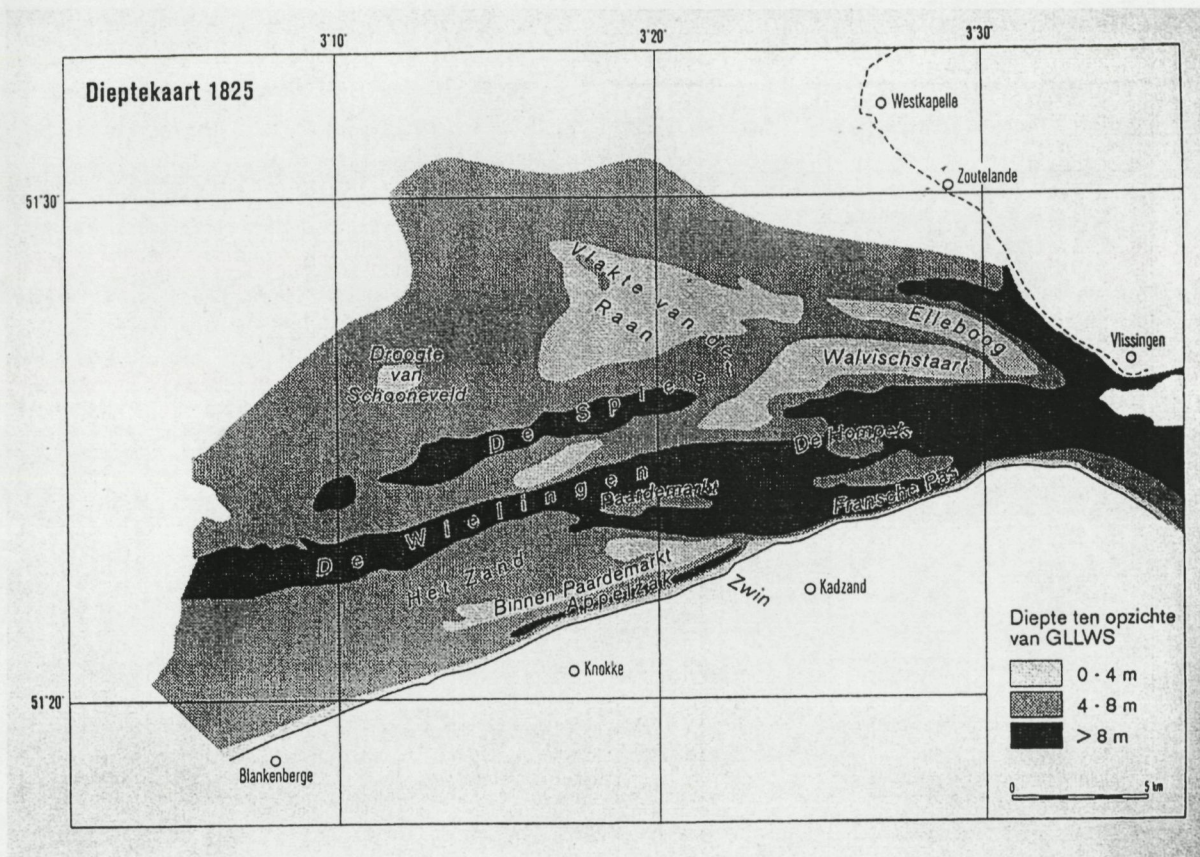 3°10'
3°20'
3°30'
Dieptekaart 1825
Westkapelle
Zoutelande
51°30'
Vlakte van
Raan
Elleboog
Vlissingen
Droogte
van
Schooneveld
Walvischstaart
De Spleet
De Hompels
De Wielingen
Paardemarkt
Fransche Pas
Het Zand
Binnen Paardemarkt
Appelzak
Zwin
Kadzand
Knokke
51°20'
Blankenberge
Diepte ten opzichte
van GLLWS
0 - 4 m
4 - 8 m
> 8 m
0 5 km